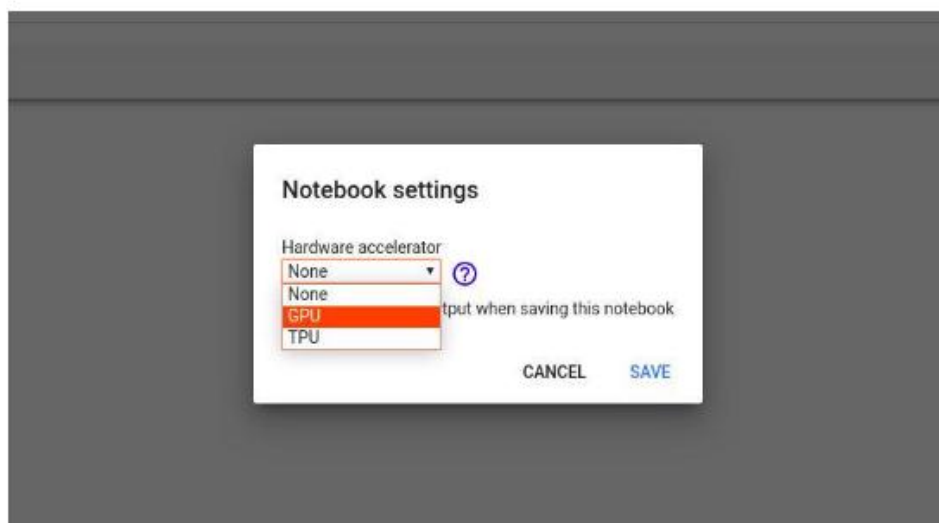 Notebook settings
Hardware accelerator
None
None
GPU
tput when saving this notebook
TPU
CANCEL SAVE